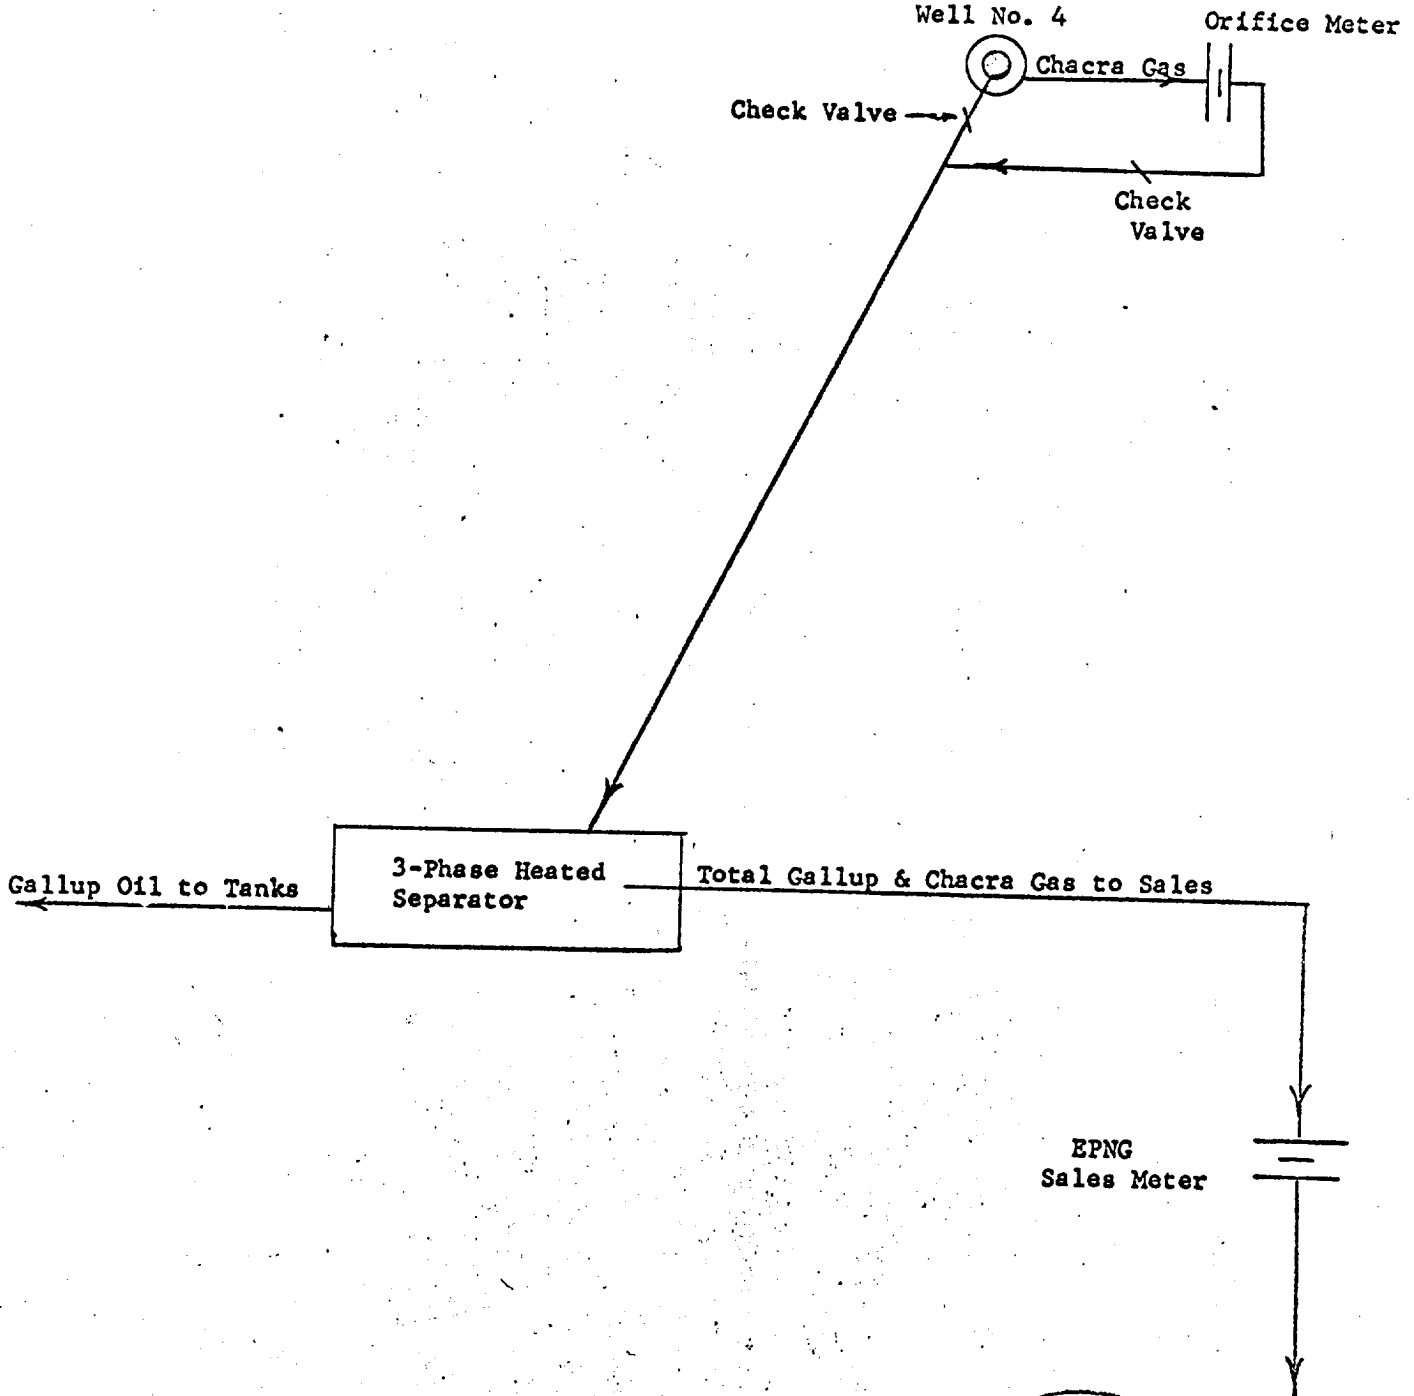 Well No. 4
Orifice Meter
Chacra Gas
Check Valve
Check
Valve
3-Phase Heated
Separator
Gallup Oil to Tanks
Total Gallup & Chacra Gas to Sales
EPNG
Sales Meter